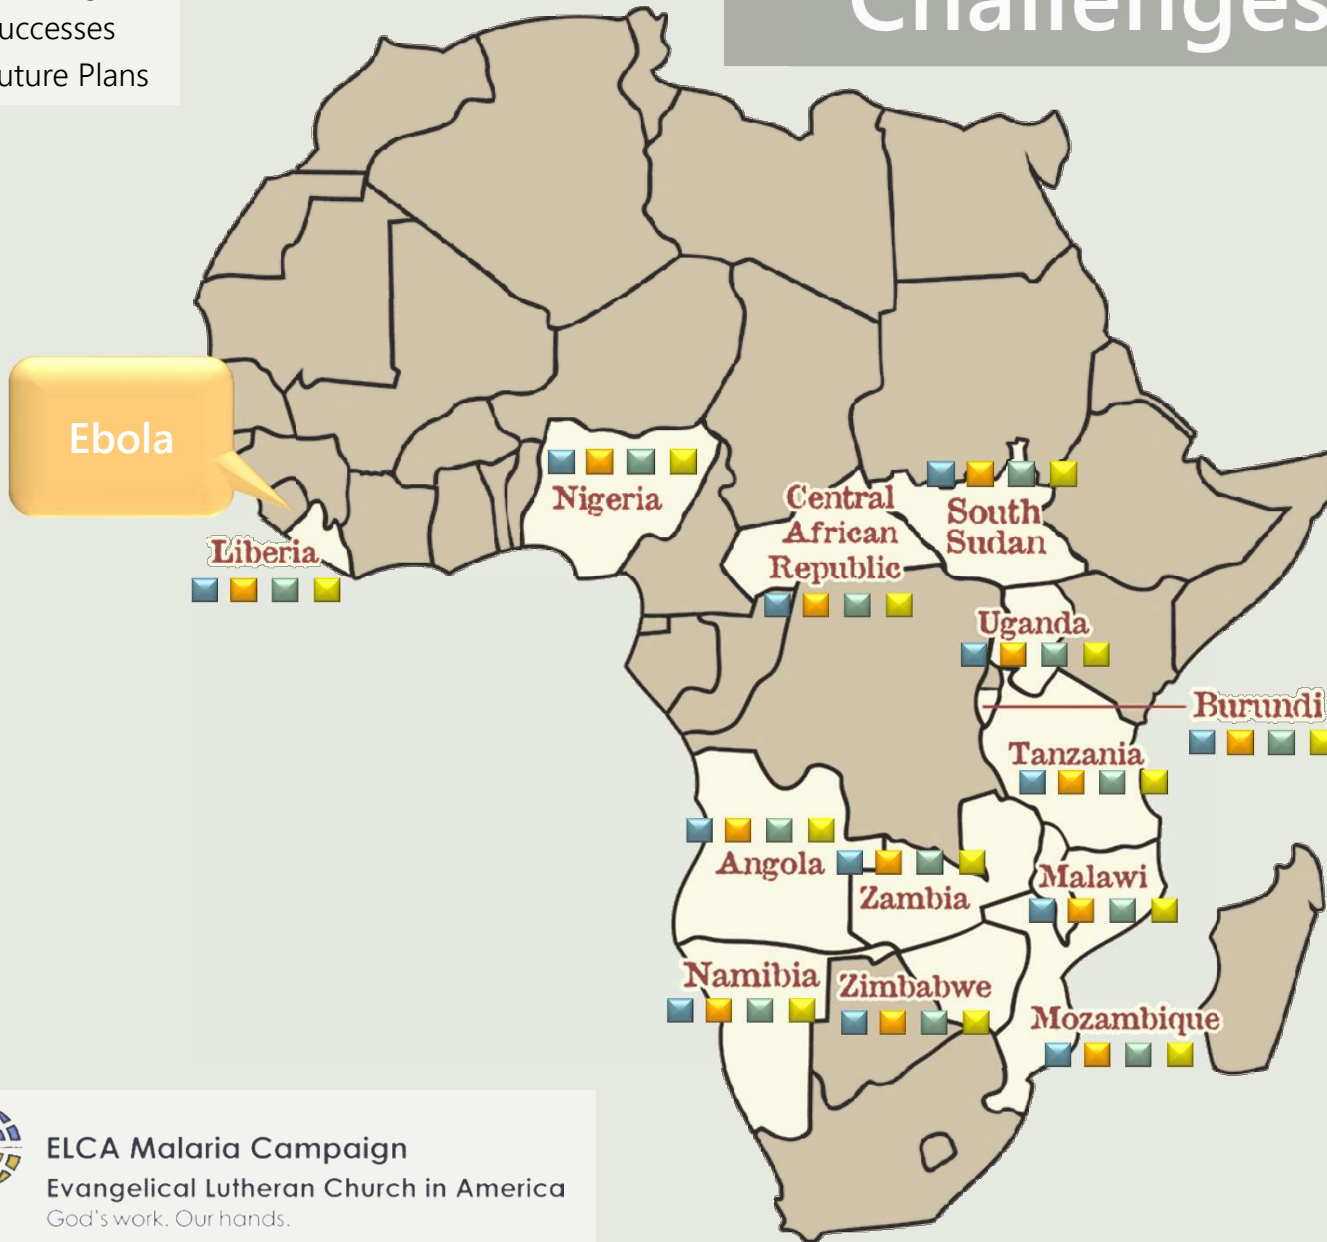 Challenges
uccesses
uture Plans
Ebola
Nigeria
Central
African
Republic
South
Sudan
Liberia
Uganda
Burundi
Tanzania
Angola
Zambia
Malawi
Namibia
Zimbabwe
Mozambique
ELCA Malaria Campaign
Evangelical Lutheran Church in America
God's work. Our hands.